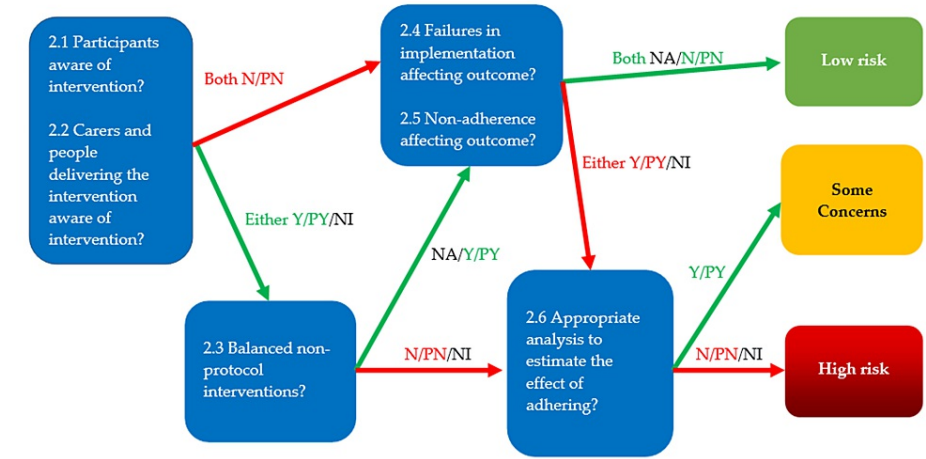 2.1 Participants
aware of
intervention?
2.2 Carers and
people
delivering the
intervention
aware of
intervention?
Both N/PN
Either Y/PY/NI
2.3 Balanced non-
protocol
interventions?
NA/Y/PY
N/PN/NI
2.4 Failures in
implementation
affecting outcome?
2.5 Non-adherence
affecting outcome?
Both NA/N/PN
Either Y/PY/NI
2.6 Appropriate
analysis to
estimate the
effect of
adhering?
Y/PY
N/PN/NI
Low risk
Some
Concerns
High risk